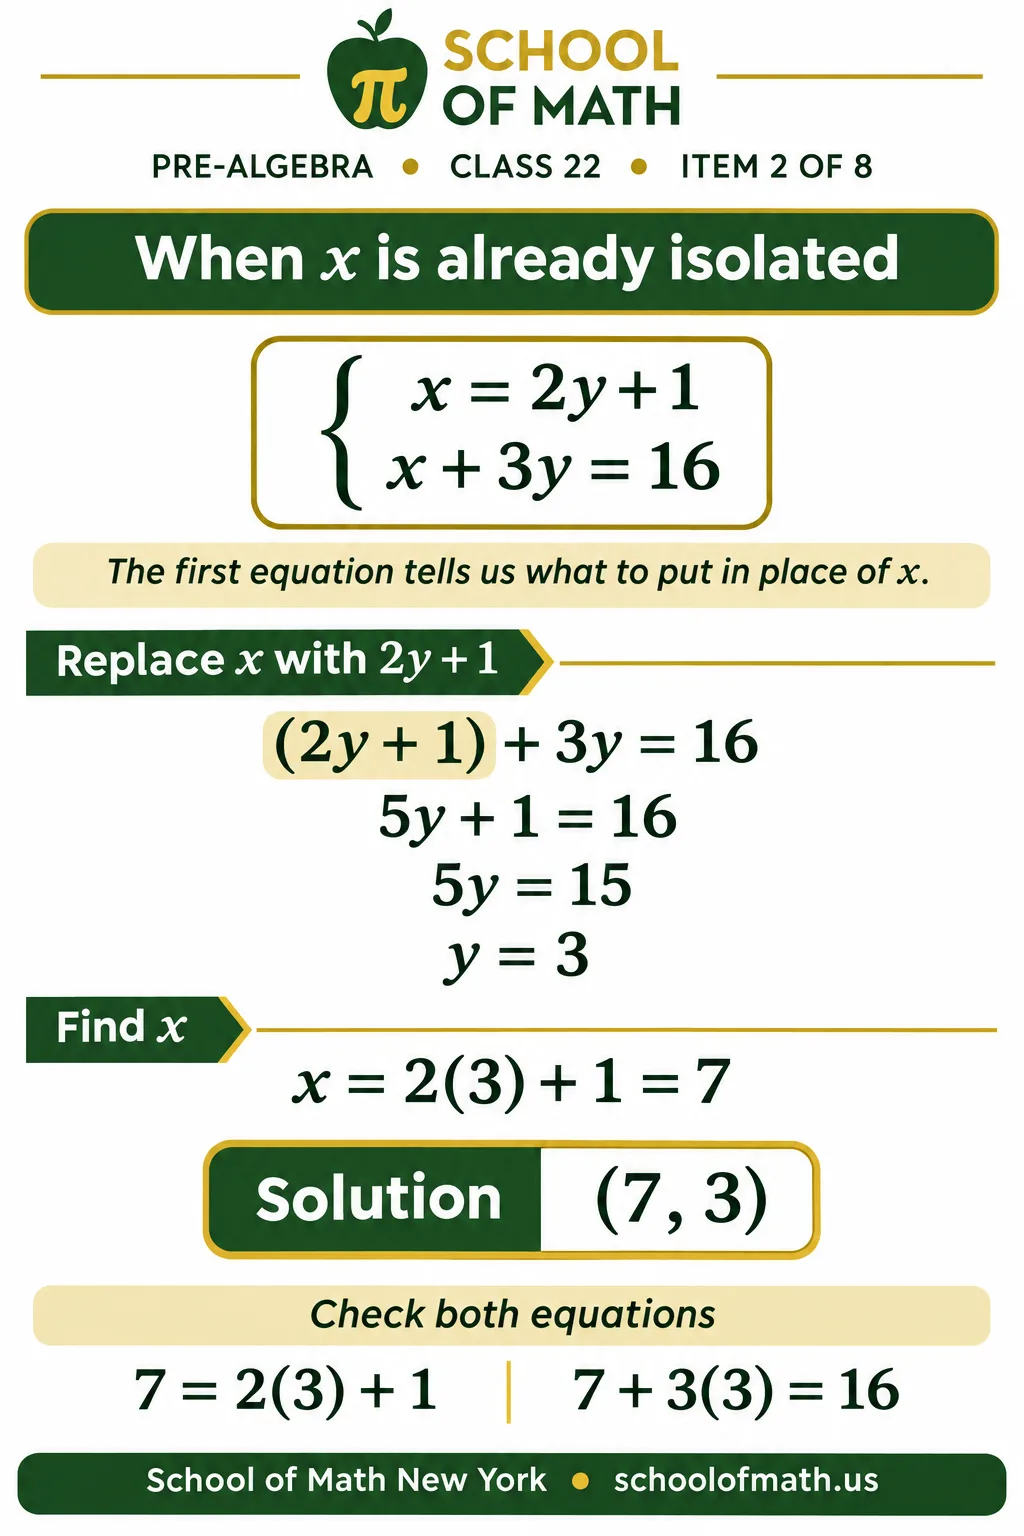 π
SCHOOL
OF MATH
PRE-ALGEBRA • CLASS 22 • ITEM 2 OF 8
When x is already isolated
x = 2y + 1
x + 3y = 16
The first equation tells us what to put in place of x.
Replace x with 2y + 1
(2y + 1) + 3y = 16
5y + 1 = 16
5y = 15
y = 3
Find x
x = 2(3) + 1 = 7
Solution (7, 3)
Check both equations
7 = 2(3) + 1 | 7 + 3(3) = 16
School of Math New York • schoolofmath.us